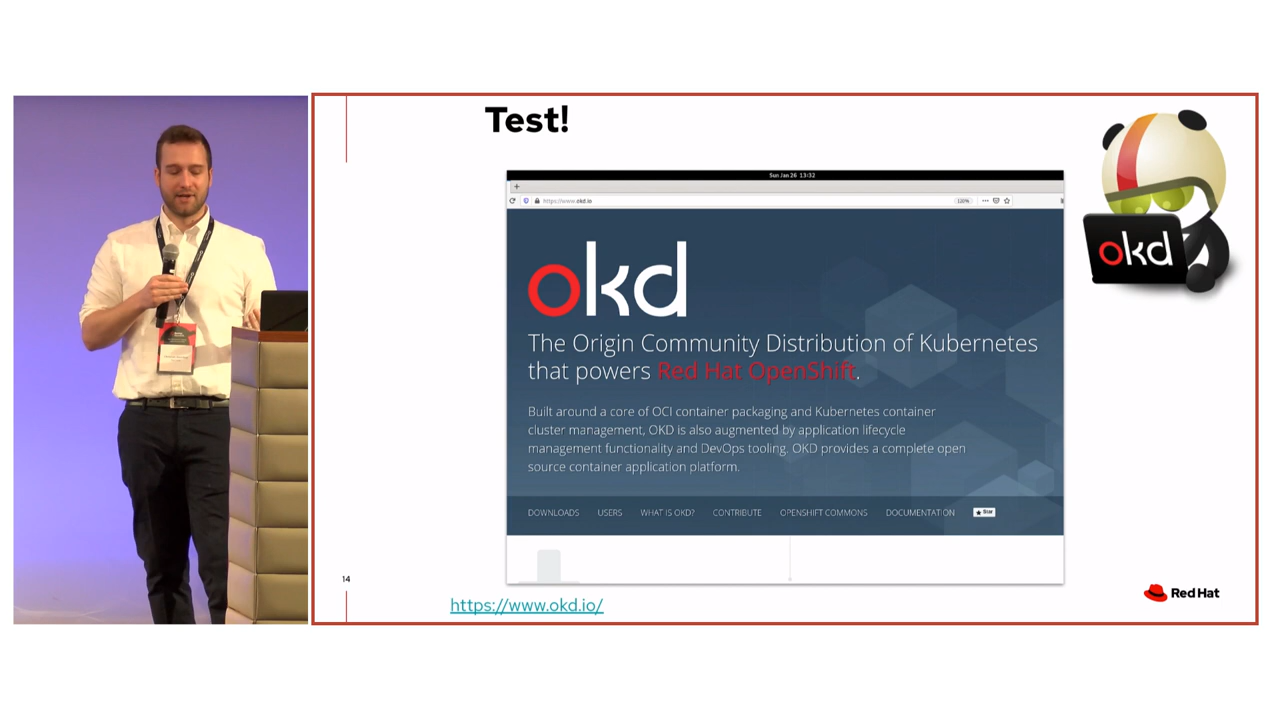 Test!
Sun Jan 26 13:32
https://www.okd.io
120%
okd
The Origin Community Distribution of Kubernetes
that powers Red Hat OpenShift.
Built around a core of OCI container packaging and Kubernetes container
cluster management, OKD is also augmented by application lifecycle
management functionality and DevOps tooling. OKD provides a complete open
source container application platform.
DOWNLOADS USERS WHAT IS OKD? CONTRIBUTE OPENSHIFT COMMONS DOCUMENTATION Star
okd
14
https://www.okd.io/
Red Hat